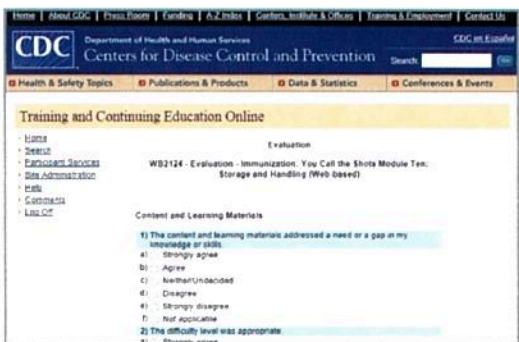 Home | About CDC | Press Room | Funding | A-Z Index | Centers, Institute & Offices | Training & Employment | Contact Us
CDC en Español
CDC
Department of Health and Human Services
Centers for Disease Control and Prevention
Search:
Health & Safety Topics
Publications & Products
Data & Statistics
Conferences & Events
Training and Continuing Education Online
Home
Search
Participant Services
Site Administration
Help
Comments
Log Off
Evaluation
WB2124 - Evaluation - Immunization: You Call the Shots Module Ten:
Storage and Handling (Web based)
Content and Learning Materials
1) The content and learning materials addressed a need or a gap in my
knowledge or skills.
a) Strongly agree
b) Agree
c) Neither/Undecided
d) Disagree
e) Strongly disagree
f) Not applicable
2) The difficulty level was appropriate.
a) Strongly agree